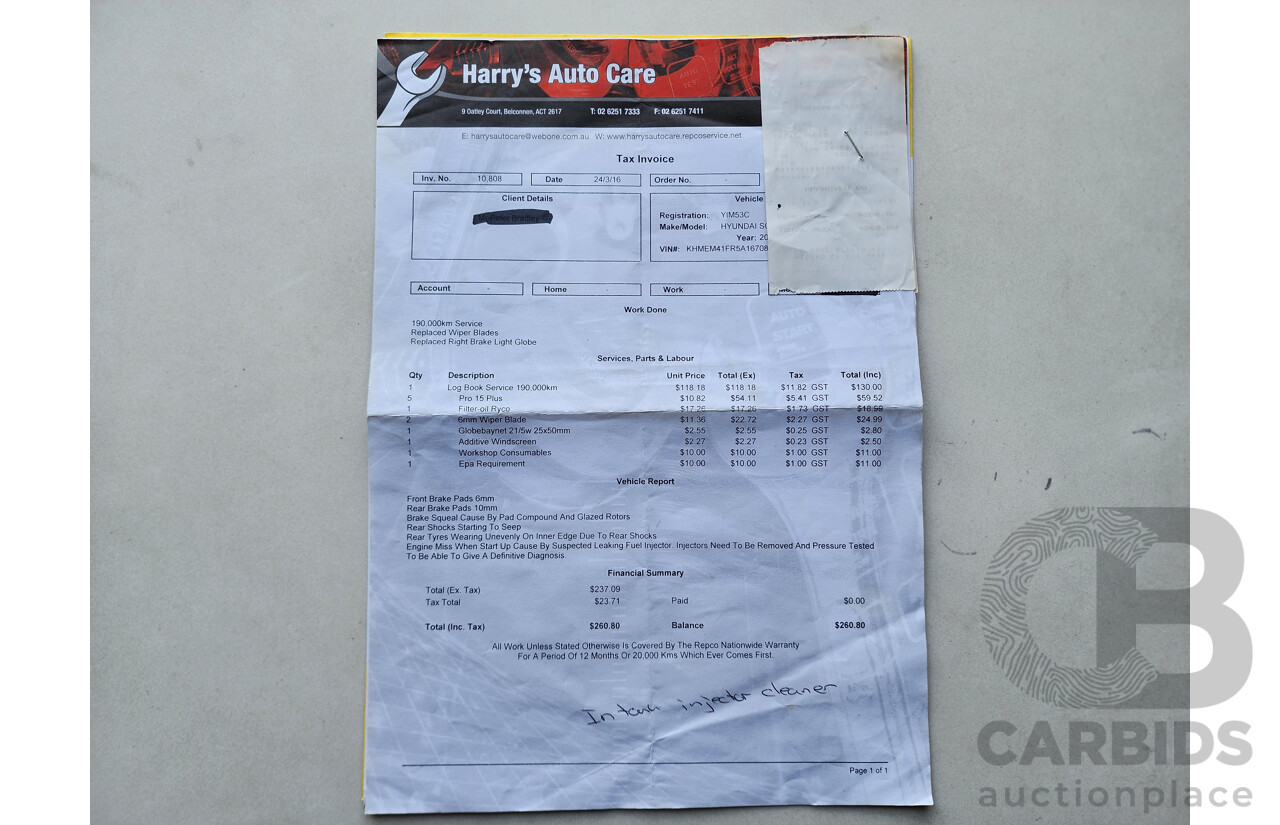 Harry's Auto Care
9 Oatley Court, Belconnen, ACT 2617 T: 02 6251 7333 F: 02 6251 7411
E: harrysautocare@webone.com.au W: www.harrysautocare.repcoservice.net
Tax Invoice
Inv. No. 10,808 Date 24/3/16 Order No. -
Client Details
Vehicle
Registration: YIM53C
Make/Model: HYUNDAI SO
Year: 20
VIN#: KHMEM41FR5A16708
Account - Home - Work -
Work Done
190,000km Service
Replaced Wiper Blades
Replaced Right Brake Light Globe
Services, Parts & Labour
Qty Description Unit Price Total (Ex) Tax Total (Inc)
1 Log Book Service 190,000km $118.18 $118.18 $11.82 GST $130.00
5 Pro 15 Plus $10.82 $54.11 $5.41 GST $59.52
1 Filter-oil Ryco $17.26 $17.26 $1.73 GST $18.99
2 6mm Wiper Blade $11.36 $22.72 $2.27 GST $24.99
1 Globebaynet 21/5w 25x50mm $2.55 $2.55 $0.25 GST $2.80
1 Additive Windscreen $2.27 $2.27 $0.23 GST $2.50
1 Workshop Consumables $10.00 $10.00 $1.00 GST $11.00
1 Epa Requirement $10.00 $10.00 $1.00 GST $11.00
Vehicle Report
Front Brake Pads 6mm
Rear Brake Pads 10mm
Brake Squeal Cause By Pad Compound And Glazed Rotors
Rear Shocks Starting To Seep
Rear Tyres Wearing Unevenly On Inner Edge Due To Rear Shocks
Engine Miss When Start Up Cause By Suspected Leaking Fuel Injector. Injectors Need To Be Removed And Pressure Tested
To Be Able To Give A Definitive Diagnosis.
Financial Summary
Total (Ex. Tax) $237.09
Tax Total $23.71 Paid $0.00
Total (Inc. Tax) $260.80 Balance $260.80
All Work Unless Stated Otherwise Is Covered By The Repco Nationwide Warranty
For A Period Of 12 Months Or 20,000 Kms Which Ever Comes First.
In tank injector cleaner
Page 1 of 1
CARBIDS
auctionplace